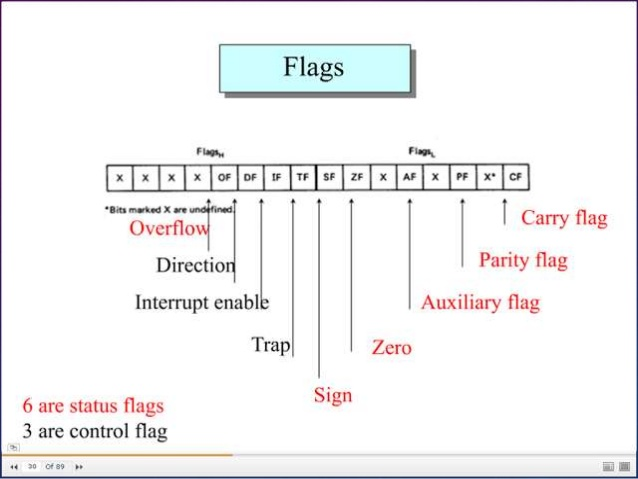 Flags
FlagsH FlagsL
X X X X OF DF IF TF SF ZF X AF X PF X* CF
*Bits marked X are undefined.
Overflow
Carry flag
Direction
Parity flag
Interrupt enable
Auxiliary flag
Trap
Zero
Sign
6 are status flags
3 are control flag
30 Of 89